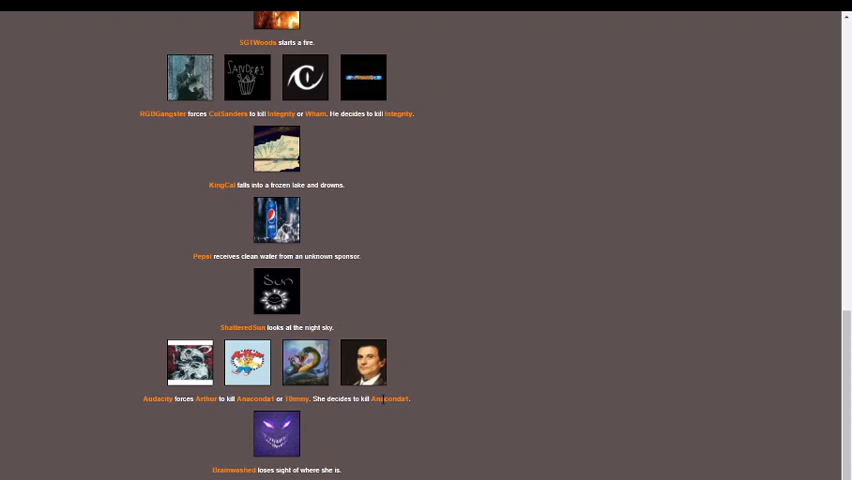 SGTWoods starts a fire.
SANDERS
RGBGangster forces ColSanders to kill Integrity or Wham. He decides to kill Integrity.
KingCal falls into a frozen lake and drowns.
pepsi
Pepsi receives clean water from an unknown sponsor.
Sun
ShatteredSun looks at the night sky.
Audacity forces Arthur to kill Anaconda1 or T0mmy. She decides to kill Anaconda1.
Brainwashed loses sight of where she is.